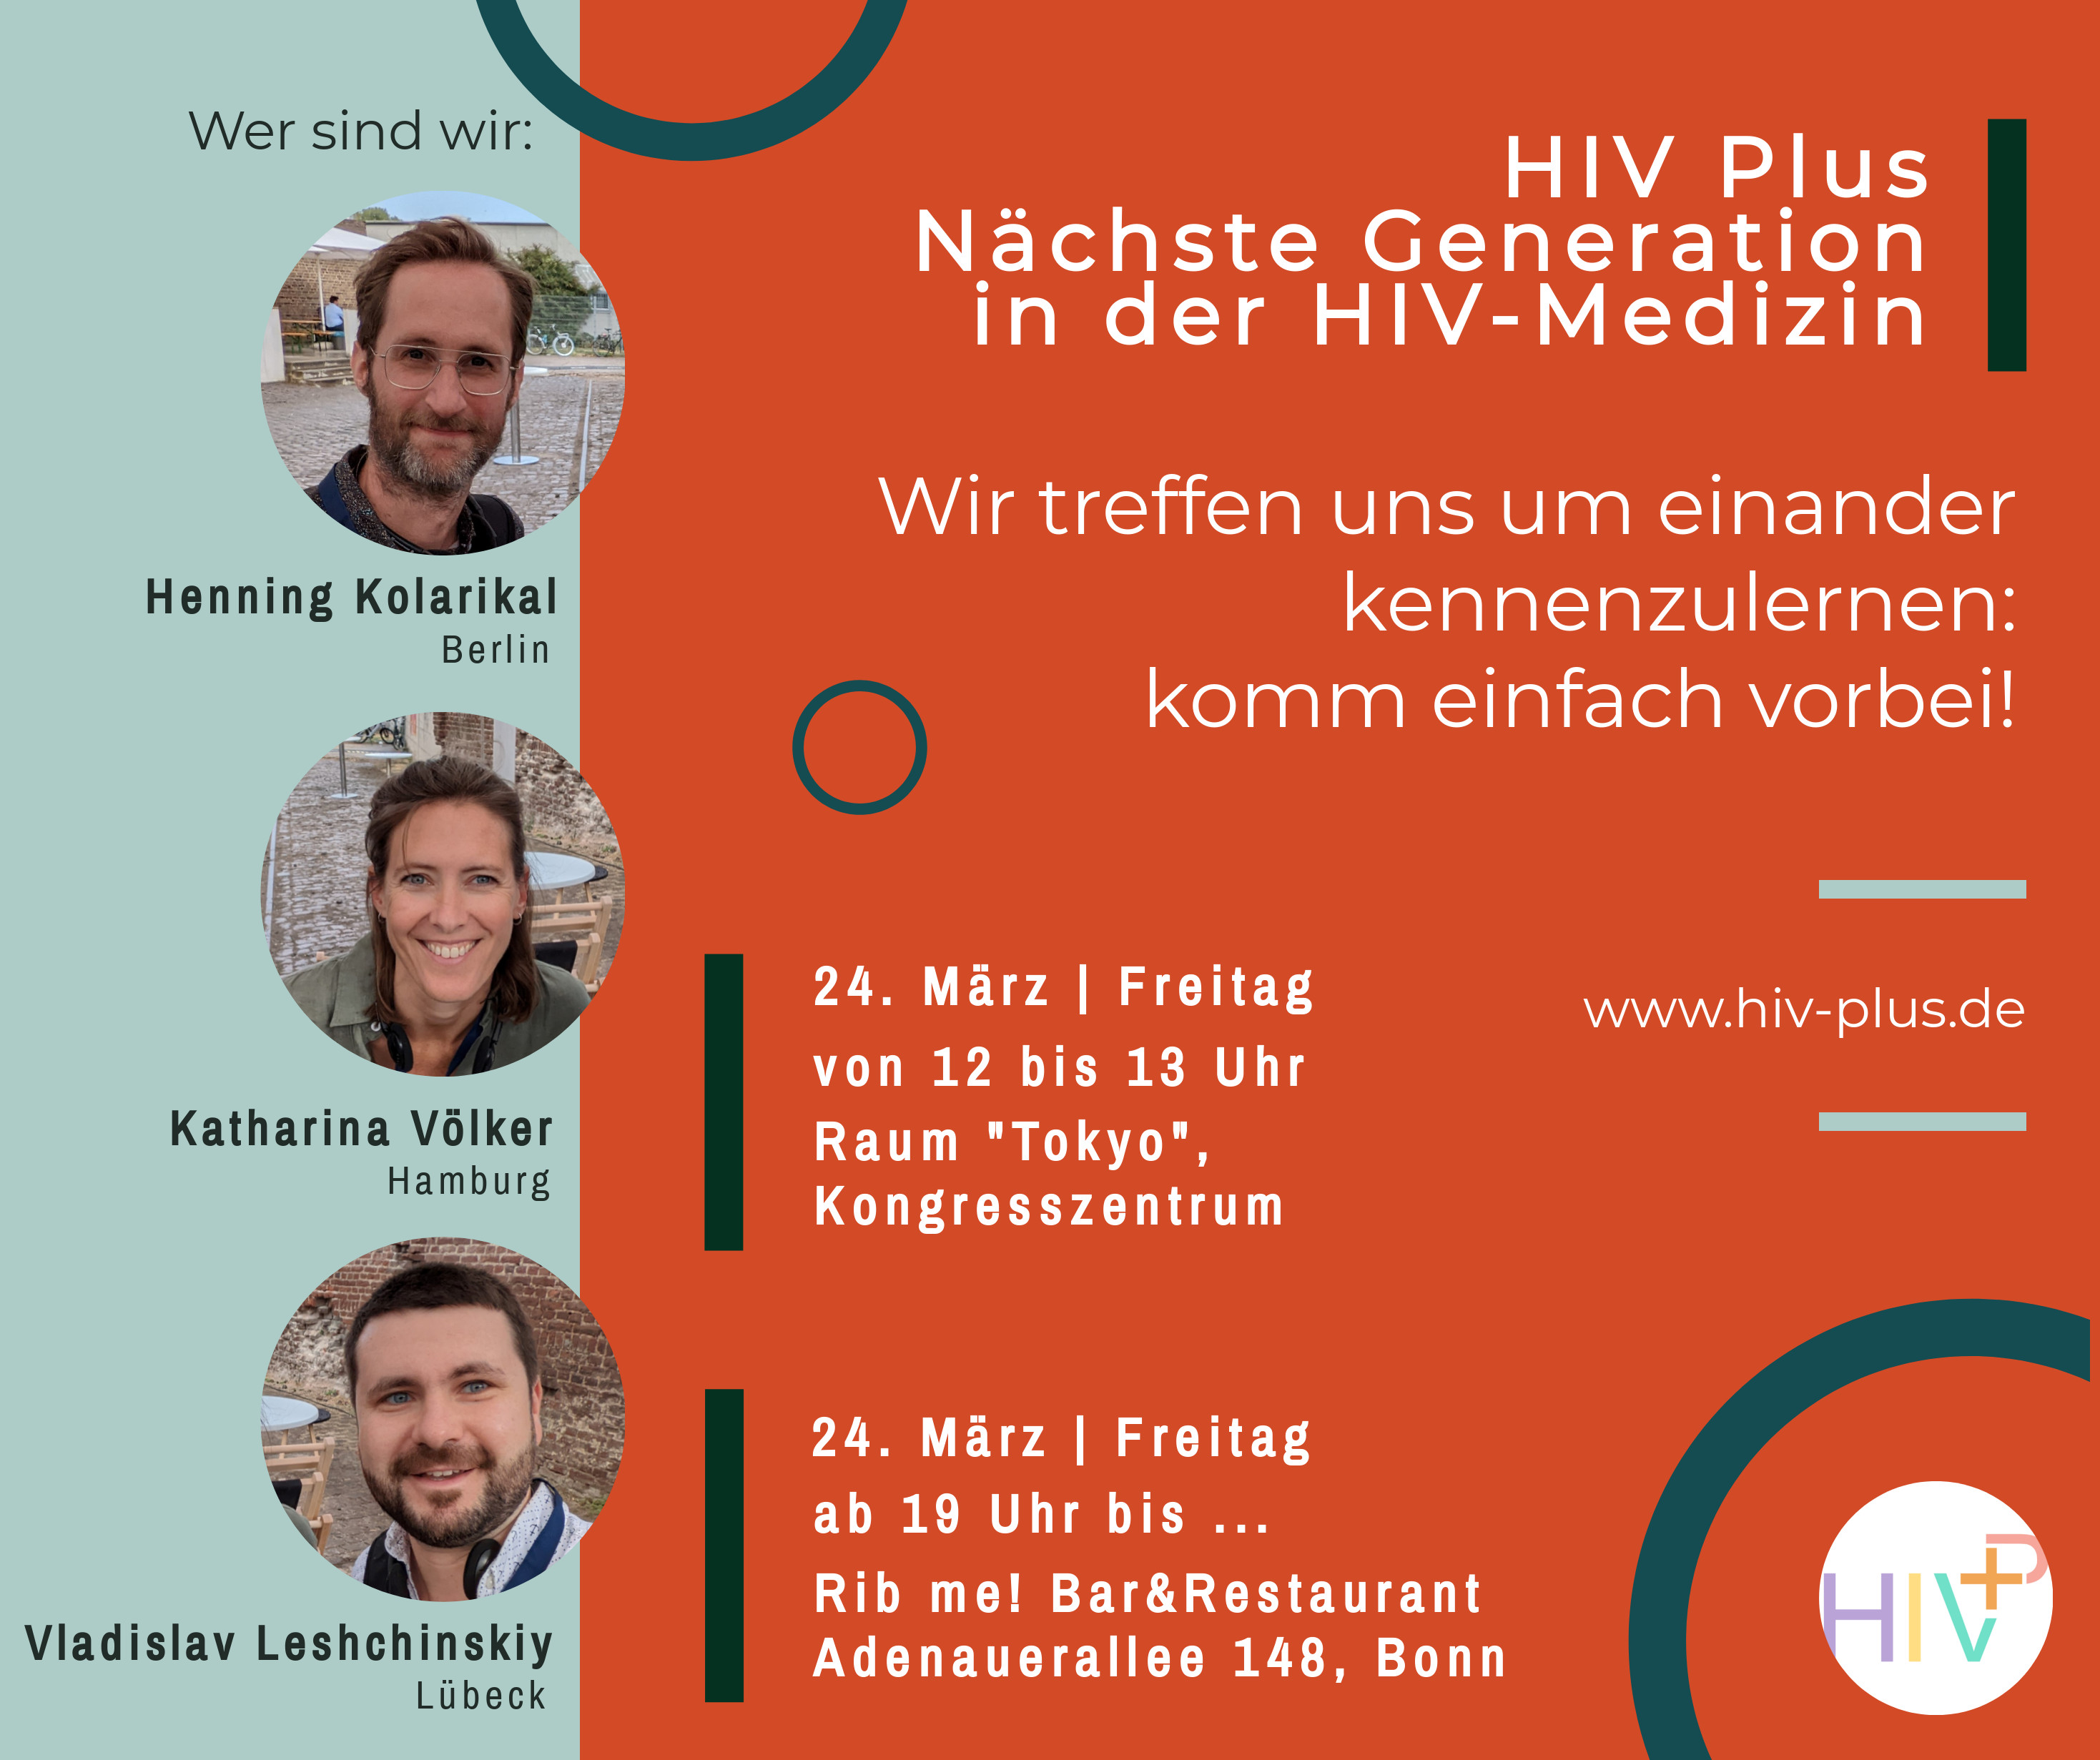 Wer sind wir:
Henning Kolarikal
Berlin
Katharina Völker
Hamburg
Vladislav Leshchinskiy
Lübeck
HIV Plus
Nächste Generation
in der HIV-Medizin
Wir treffen uns um einander
kennenzulernen:
komm einfach vorbei!
24. März | Freitag
von 12 bis 13 Uhr
Raum "Tokyo",
Kongresszentrum
www.hiv-plus.de
24. März | Freitag
ab 19 Uhr bis ...
Rib me! Bar&Restaurant
Adenauerallee 148, Bonn
HIV+P